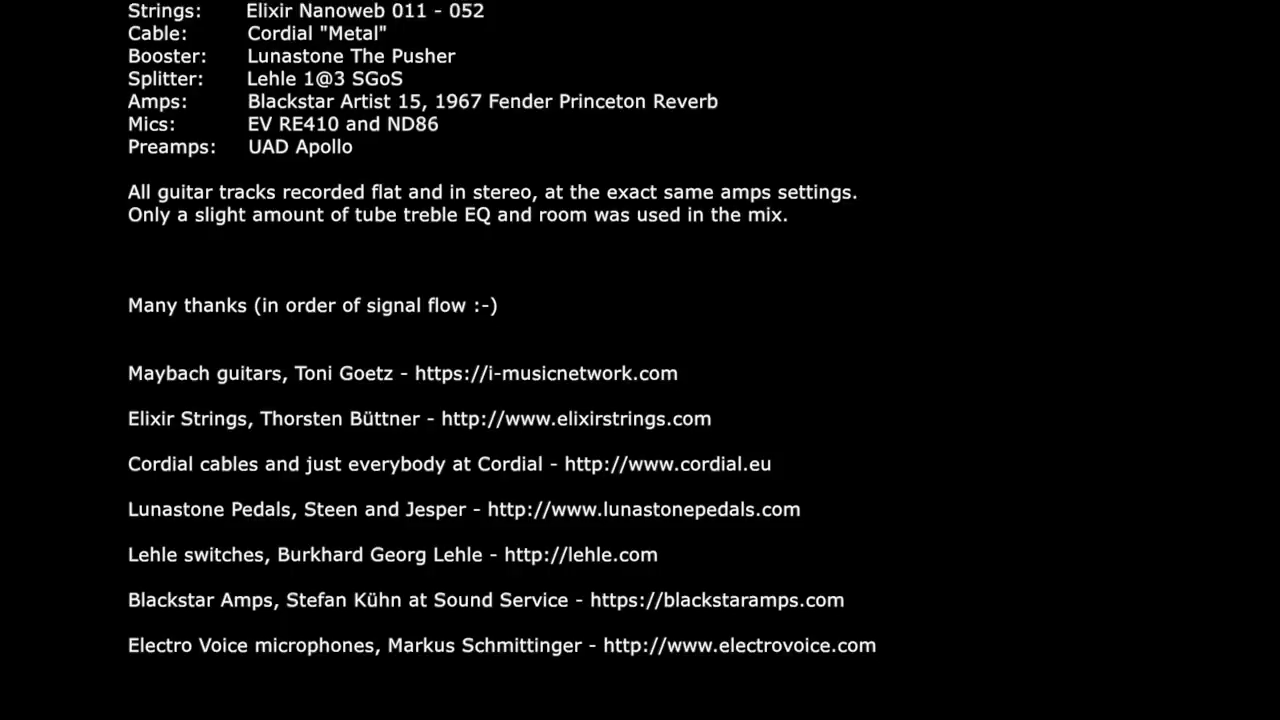 Strings: Elixir Nanoweb 011 - 052
Cable: Cordial "Metal"
Booster: Lunastone The Pusher
Splitter: Lehle 1@3 SGoS
Amps: Blackstar Artist 15, 1967 Fender Princeton Reverb
Mics: EV RE410 and ND86
Preamps: UAD Apollo
All guitar tracks recorded flat and in stereo, at the exact same amps settings.
Only a slight amount of tube treble EQ and room was used in the mix.
Many thanks (in order of signal flow :-)
Maybach guitars, Toni Goetz - https://i-musicnetwork.com
Elixir Strings, Thorsten Büttner - http://www.elixirstrings.com
Cordial cables and just everybody at Cordial - http://www.cordial.eu
Lunastone Pedals, Steen and Jesper - http://www.lunastonepedals.com
Lehle switches, Burkhard Georg Lehle - http://lehle.com
Blackstar Amps, Stefan Kühn at Sound Service - https://blackstaramps.com
Electro Voice microphones, Markus Schmittinger - http://www.electrovoice.com